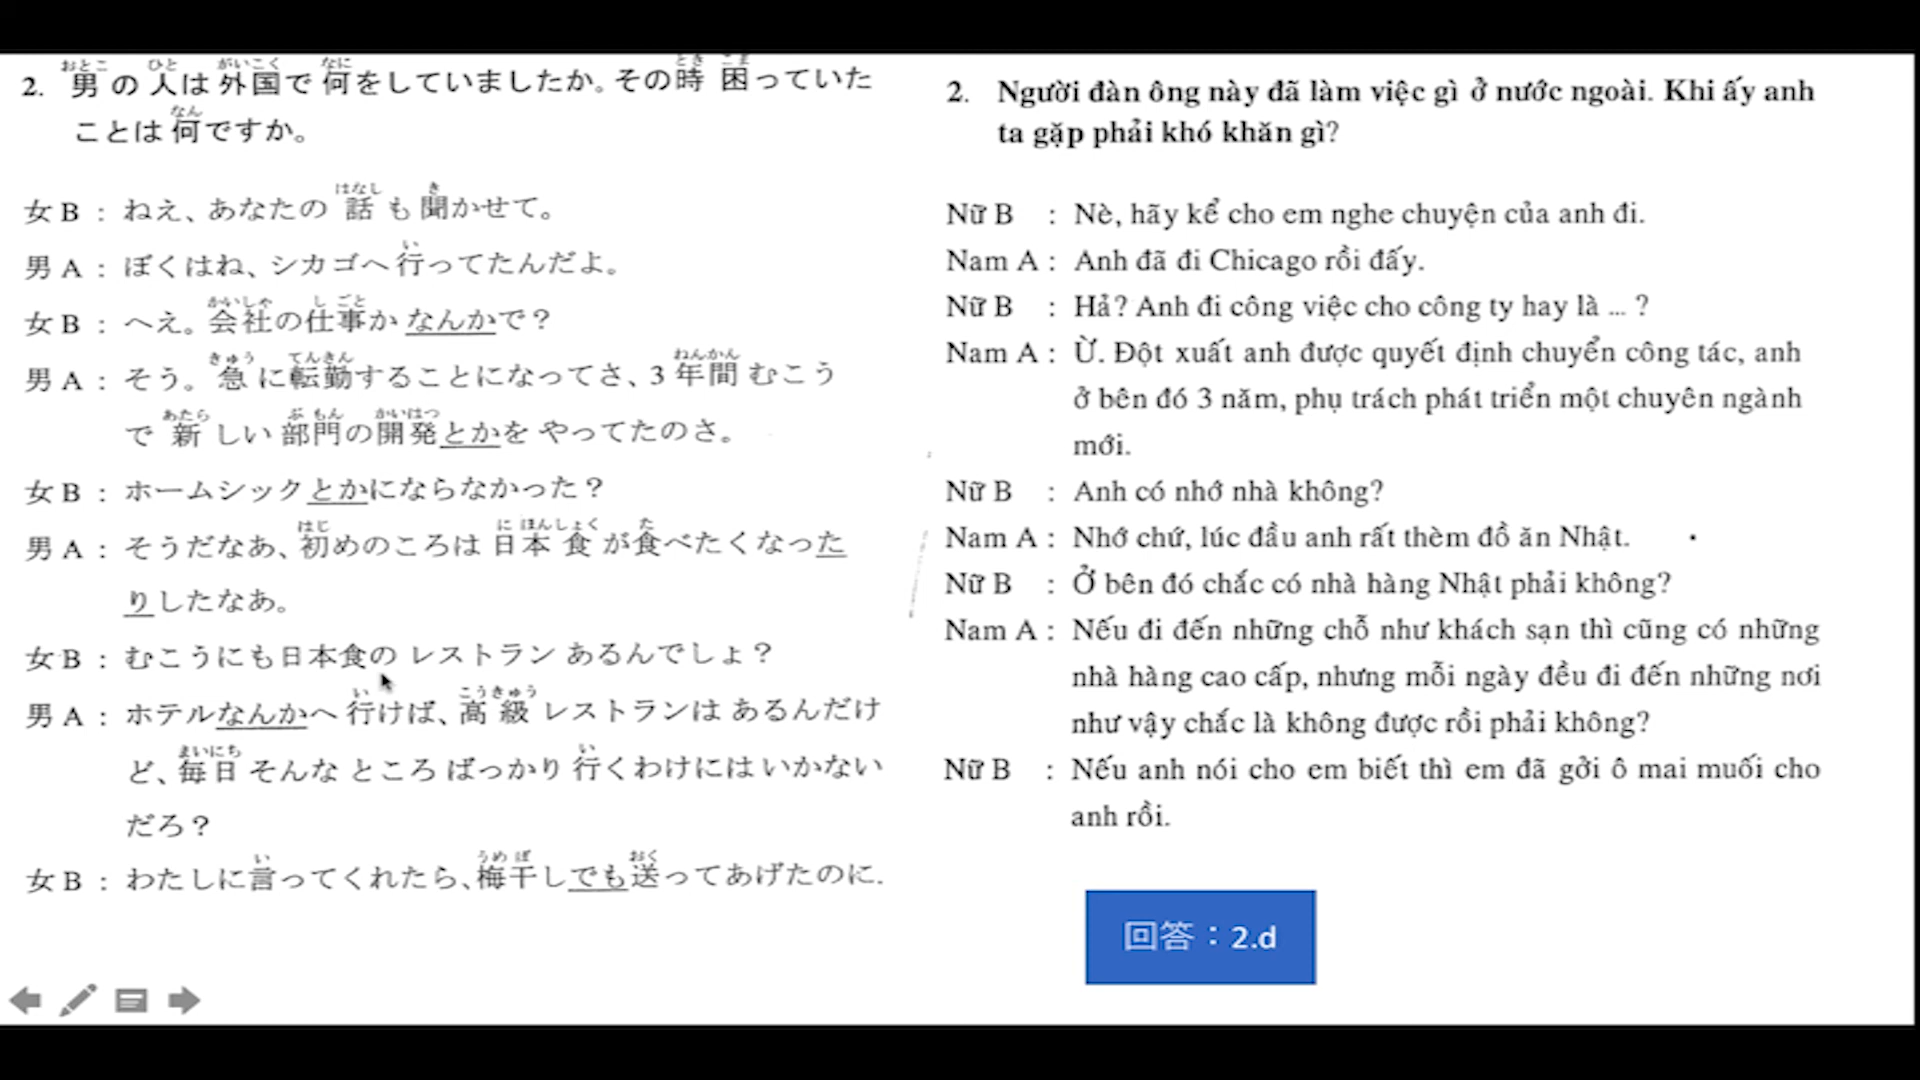 2. 男の人は外国で何をしていましたか。その時困っていた
ことは何ですか。
女B：ねえ、あなたの話も聞かせて。
男A：ぼくはね、シカゴへ行ってたんだよ。
女B：へえ。会社の仕事かなんかで？
男A：そう。急に転勤することになってさ、3年間むこう
で新しい部門の開発とかをやってたのさ。
女B：ホームシックとかにならなかった？
男A：そうだなあ、初めのころは日本食が食べたくなった
りしたなあ。
女B：むこうにも日本食のレストランあるんでしょ？
男A：ホテルなんかへ行けば、高級レストランはあるんだけ
ど、毎日そんなところばっかり行くわけにはいかない
だろ？
女B：わたしに言ってくれたら、梅干しでも送ってあげたのに.
2. Người đàn ông này đã làm việc gì ở nước ngoài. Khi ấy anh
ta gặp phải khó khăn gì?
Nữ B : Nè, hãy kể cho em nghe chuyện của anh đi.
Nam A : Anh đã đi Chicago rồi đấy.
Nữ B : Hả? Anh đi công việc cho công ty hay là ... ?
Nam A : Ừ. Đột xuất anh được quyết định chuyển công tác, anh
ở bên đó 3 năm, phụ trách phát triển một chuyên ngành
mới.
Nữ B : Anh có nhớ nhà không?
Nam A : Nhớ chứ, lúc đầu anh rất thèm đồ ăn Nhật.
Nữ B : Ở bên đó chắc có nhà hàng Nhật phải không?
Nam A : Nếu đi đến những chỗ như khách sạn thì cũng có những
nhà hàng cao cấp, nhưng mỗi ngày đều đi đến những nơi
như vậy chắc là không được rồi phải không?
Nữ B : Nếu anh nói cho em biết thì em đã gởi ô mai muối cho
anh rồi.
回答：2.d